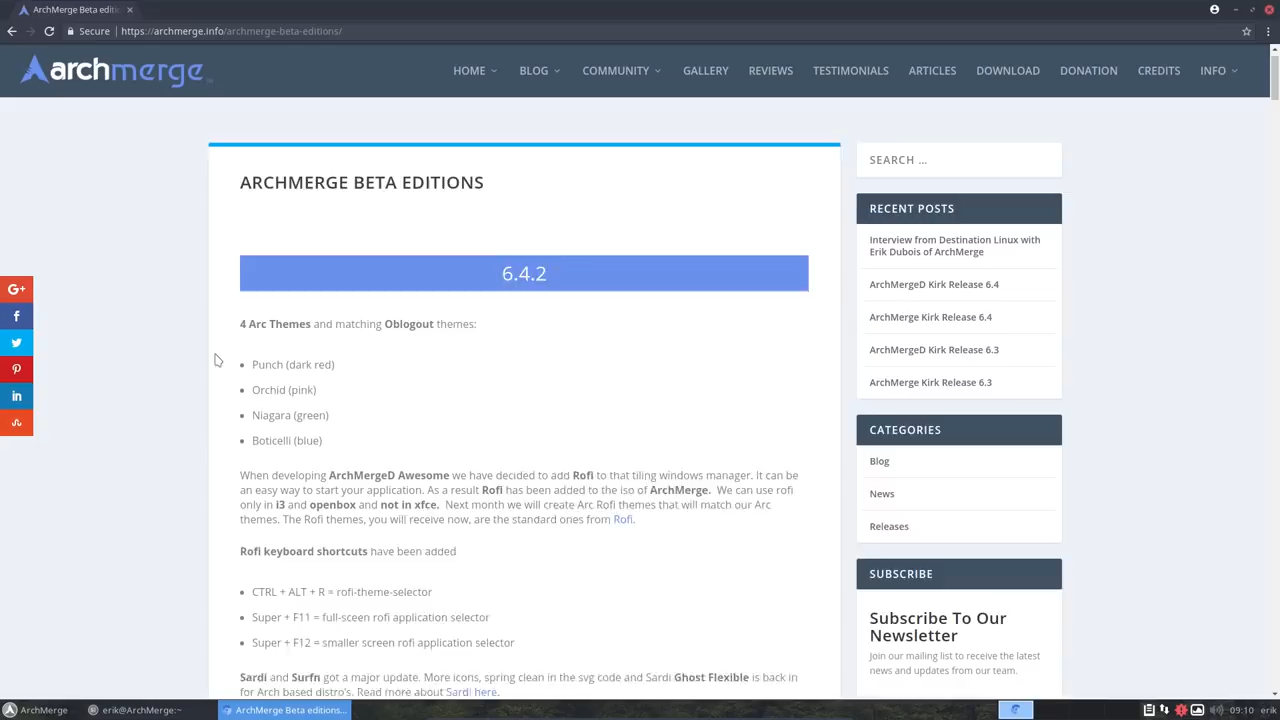 ArchMerge Beta editi
Secure
https://archmerge.info/archmerge-beta-editions/
archmerge
HOME
BLOG
COMMUNITY
GALLERY
REVIEWS
TESTIMONIALS
ARTICLES
DOWNLOAD
DONATION
CREDITS
INFO
ARCHMERGE BETA EDITIONS
6.4.2
4 Arc Themes and matching Oblogout themes:
Punch (dark red)
Orchid (pink)
Niagara (green)
Boticelli (blue)
When developing ArchMergeD Awesome we have decided to add Rofi to that tiling windows manager. It can be
an easy way to start your application. As a result Rofi has been added to the iso of ArchMerge. We can use rofi
only in i3 and openbox and not in xfce. Next month we will create Arc Rofi themes that will match our Arc
themes. The Rofi themes, you will receive now, are the standard ones from Rofi.
Rofi keyboard shortcuts have been added
CTRL + ALT + R = rofi-theme-selector
Super + F11 = full-sceen rofi application selector
Super + F12 = smaller screen rofi application selector
Sardi and Surfn got a major update. More icons, spring clean in the svg code and Sardi Ghost Flexible is back in
for Arch based distro's. Read more about Sardi here.
SEARCH …
RECENT POSTS
Interview from Destination Linux with
Erik Dubois of ArchMerge
ArchMergeD Kirk Release 6.4
ArchMerge Kirk Release 6.4
ArchMergeD Kirk Release 6.3
ArchMerge Kirk Release 6.3
CATEGORIES
Blog
News
Releases
SUBSCRIBE
Subscribe To Our
Newsletter
Join our mailing list to receive the latest
news and updates from our team.
G+
f
in
ArchMerge
erik@ArchMerge:~
ArchMerge Beta editions...
09:10
erik